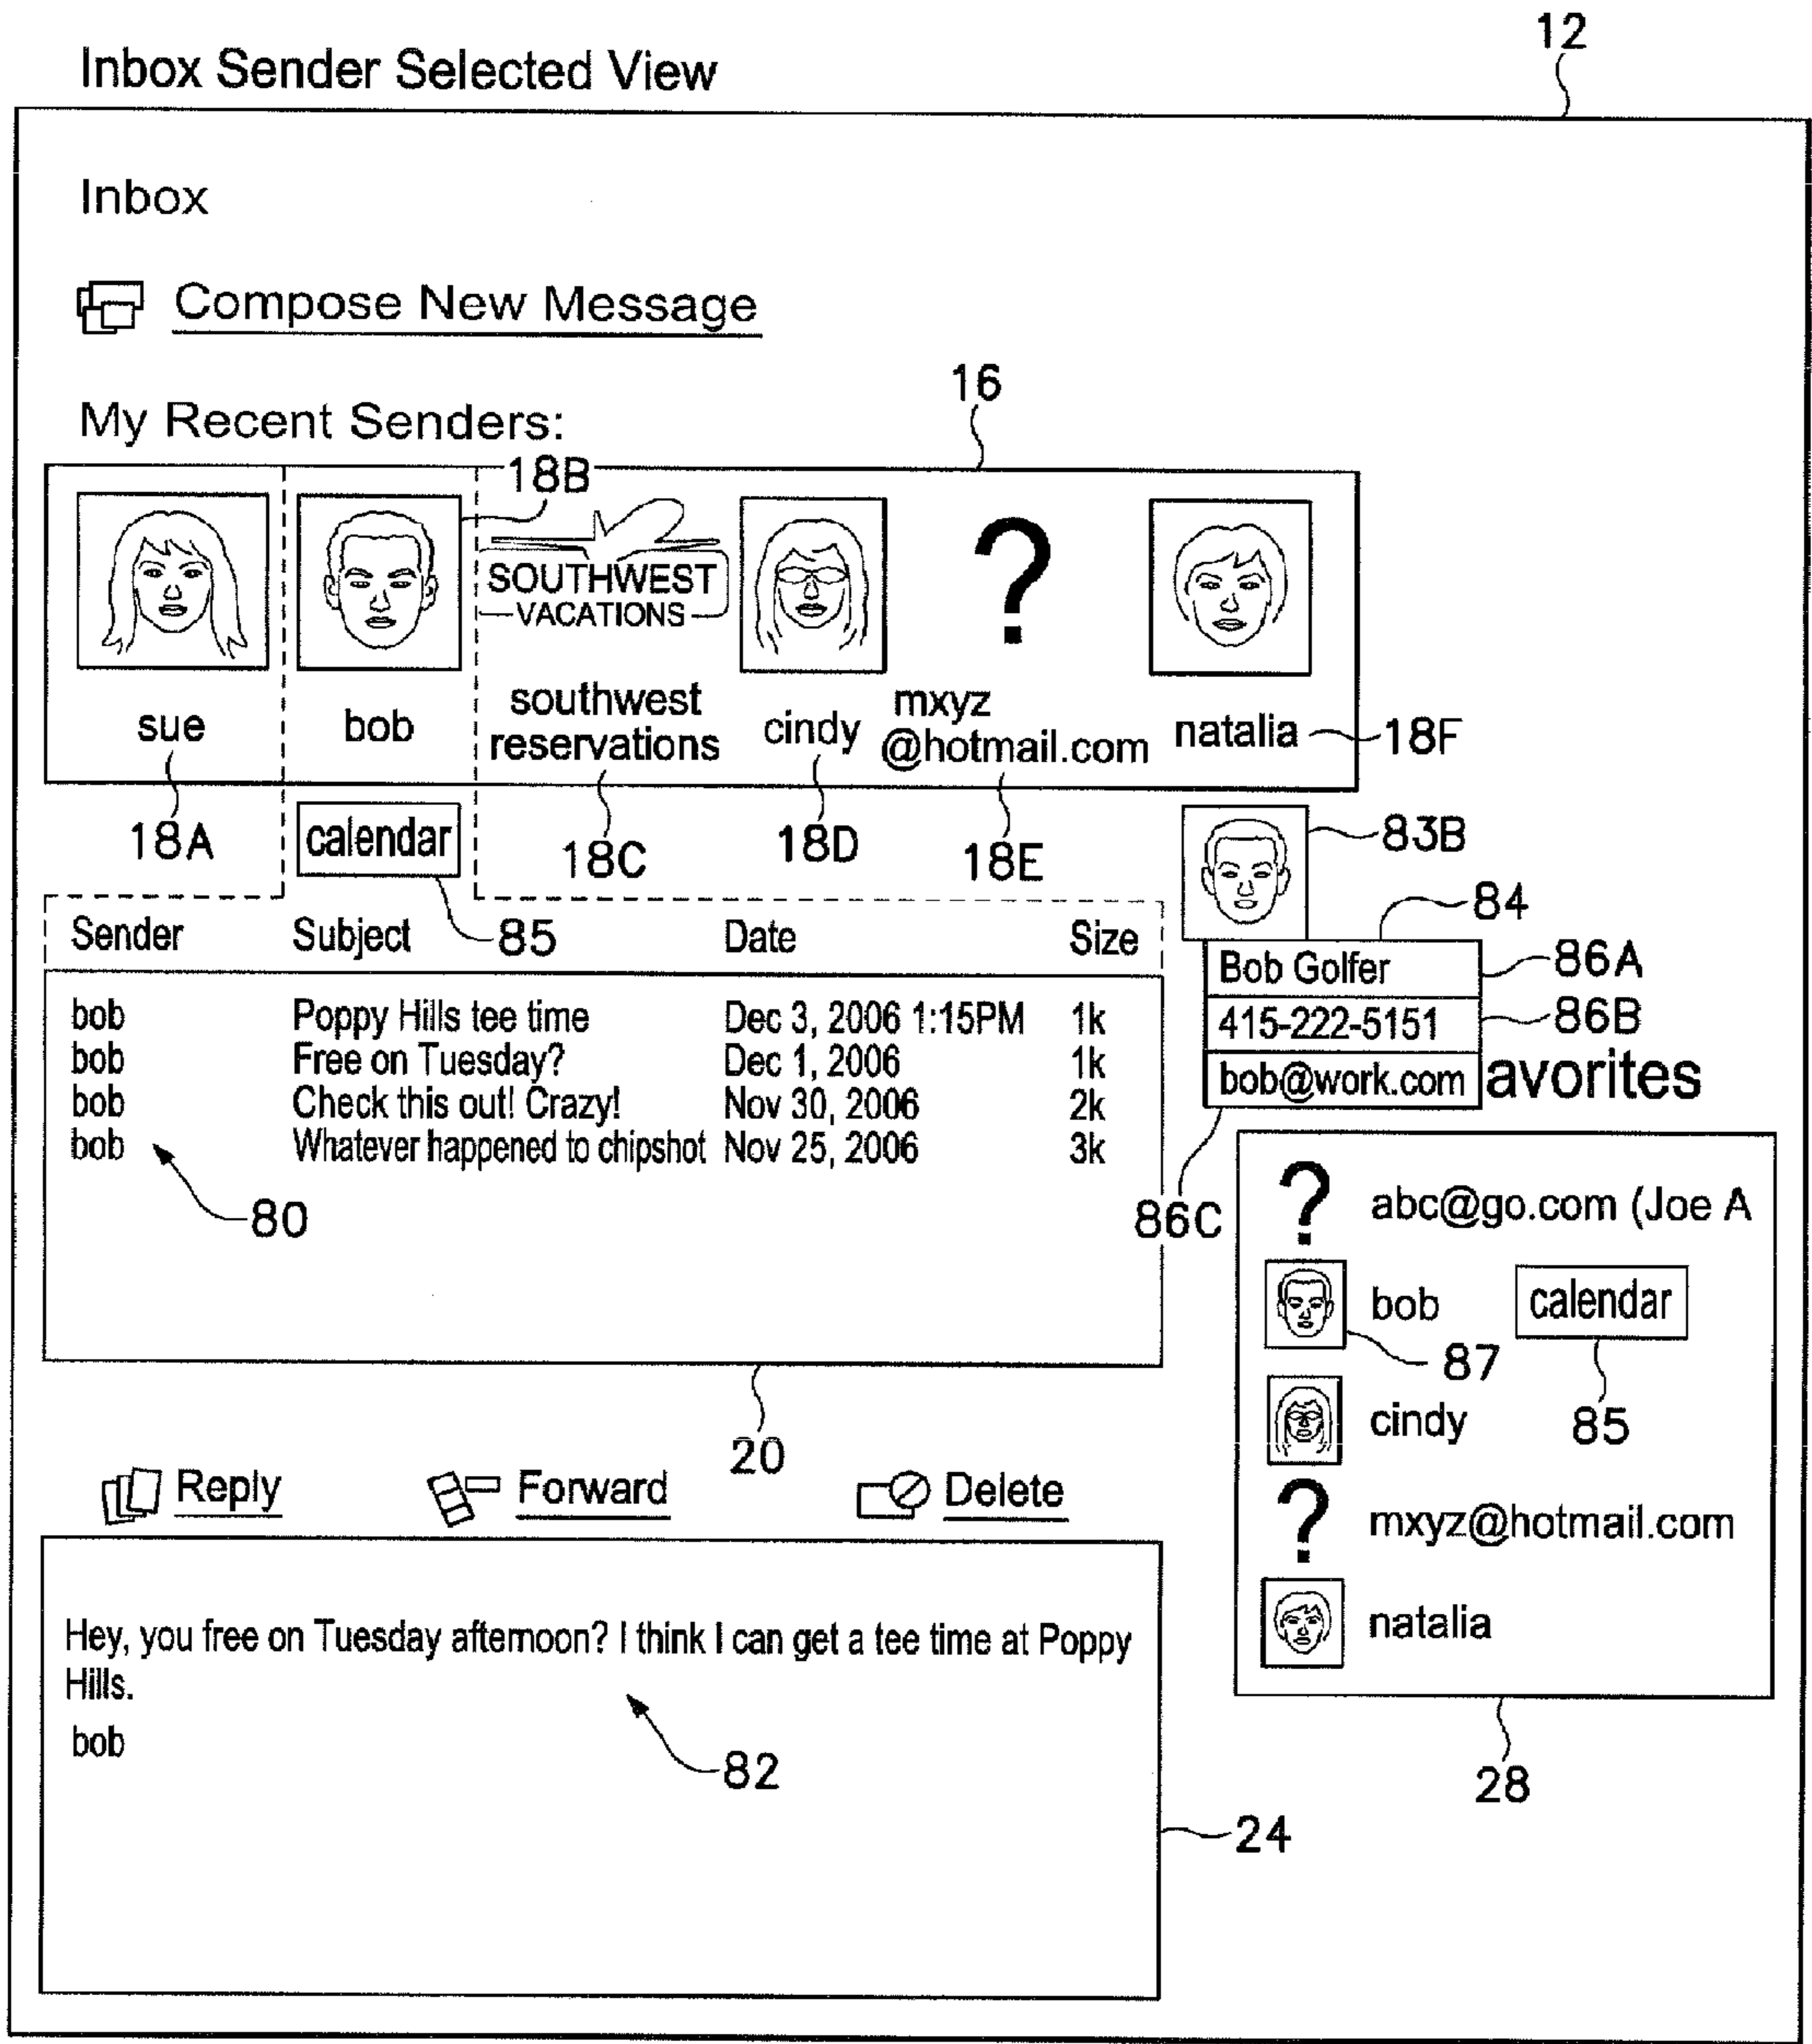 12
Inbox Sender Selected View
Inbox
Compose New Message
16
My Recent Senders:
18B
SOUTHWEST
VACATIONS
?
sue
bob
southwest
reservations
cindy
mxyz
@hotmail.com
natalia
18F
18A
calendar
18C
18D
18E
83B
84
Sender Subject 85 Date Size
Bob Golfer 86A
415-222-5151 86B
bob@work.com avorites
bob Poppy Hills tee time Dec 3, 2006 1:15PM 1k
bob Free on Tuesday? Dec 1, 2006 1k
bob Check this out! Crazy! Nov 30, 2006 2k
bob Whatever happened to chipshot Nov 25, 2006 3k
80
86C
? abc@go.com (Joe A
bob calendar
87
cindy 85
? mxyz@hotmail.com
natalia
20
28
Reply Forward Delete
Hey, you free on Tuesday afternoon? I think I can get a tee time at Poppy
Hills.
bob
82
24